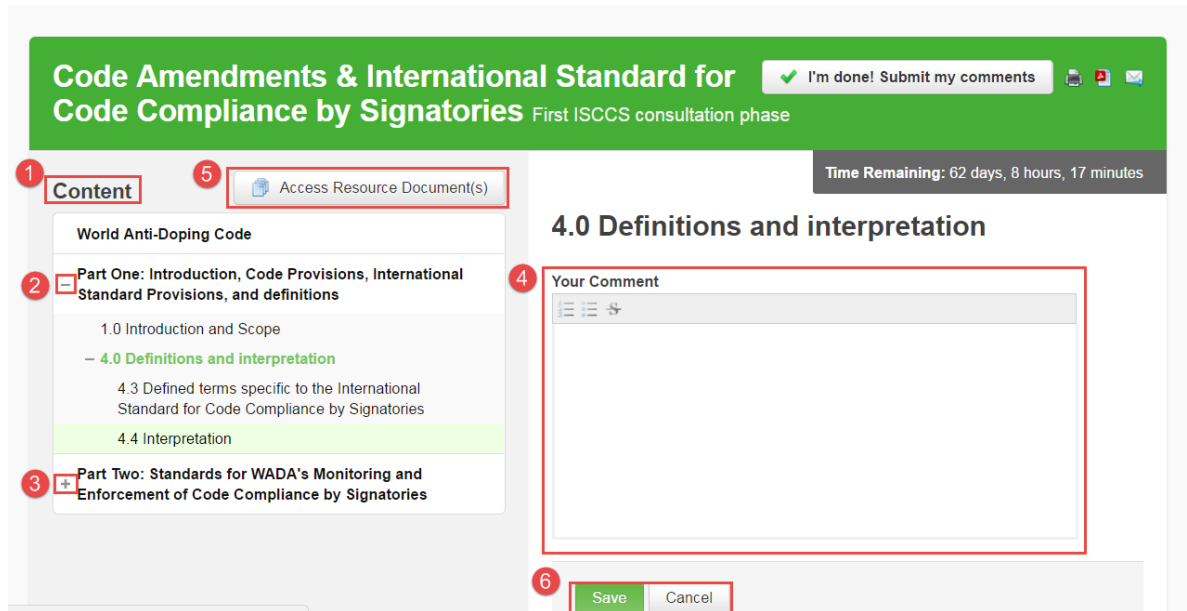 Code Amendments & International Standard for
Code Compliance by Signatories First ISCCS consultation phase
I'm done! Submit my comments
Time Remaining: 62 days, 8 hours, 17 minutes
1
Content
5
Access Resource Document(s)
World Anti-Doping Code
2
Part One: Introduction, Code Provisions, International
Standard Provisions, and definitions
1.0 Introduction and Scope
– 4.0 Definitions and interpretation
4.3 Defined terms specific to the International
Standard for Code Compliance by Signatories
4.4 Interpretation
3
Part Two: Standards for WADA's Monitoring and
Enforcement of Code Compliance by Signatories
4.0 Definitions and interpretation
4
Your Comment
6
Save
Cancel